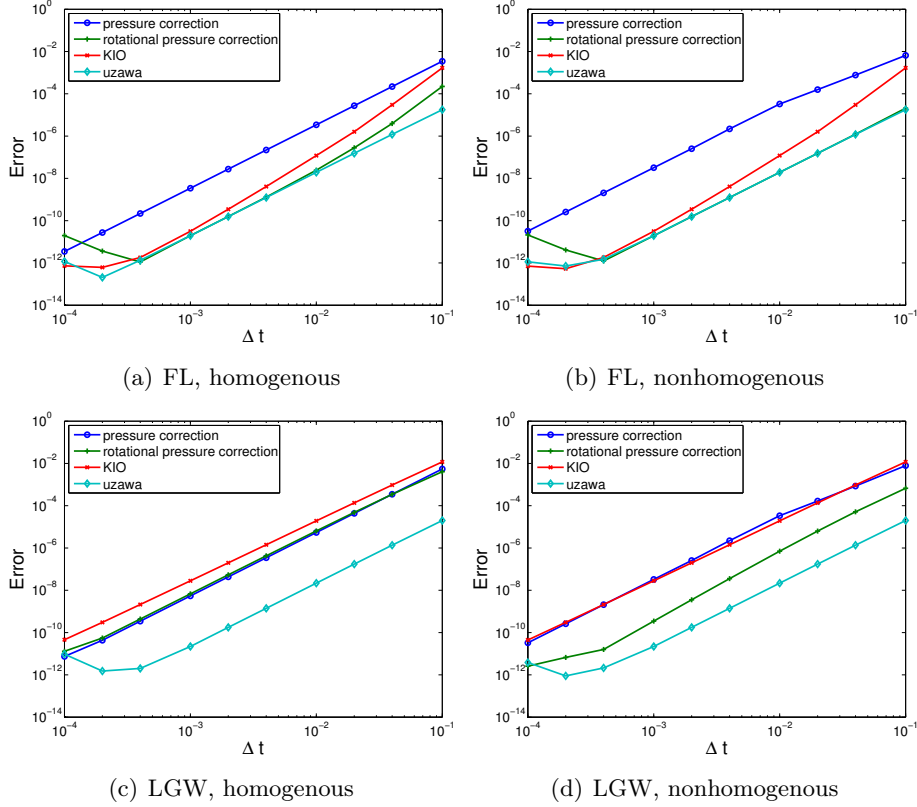 10^0
10^-2
10^-4
10^-6
10^-8
10^-10
10^-12
10^-14
Error
pressure correction
rotational pressure correction
KIO
uzawa
10^-4
10^-3
10^-2
10^-1
Δ t
(a) FL, homogenous
10^0
10^-2
10^-4
10^-6
10^-8
10^-10
10^-12
10^-14
Error
pressure correction
rotational pressure correction
KIO
uzawa
10^-4
10^-3
10^-2
10^-1
Δ t
(b) FL, nonhomogenous
10^0
10^-2
10^-4
10^-6
10^-8
10^-10
10^-12
10^-14
Error
pressure correction
rotational pressure correction
KIO
uzawa
10^-4
10^-3
10^-2
10^-1
Δ t
(c) LGW, homogenous
10^0
10^-2
10^-4
10^-6
10^-8
10^-10
10^-12
10^-14
Error
pressure correction
rotational pressure correction
KIO
uzawa
10^-4
10^-3
10^-2
10^-1
Δ t
(d) LGW, nonhomogenous